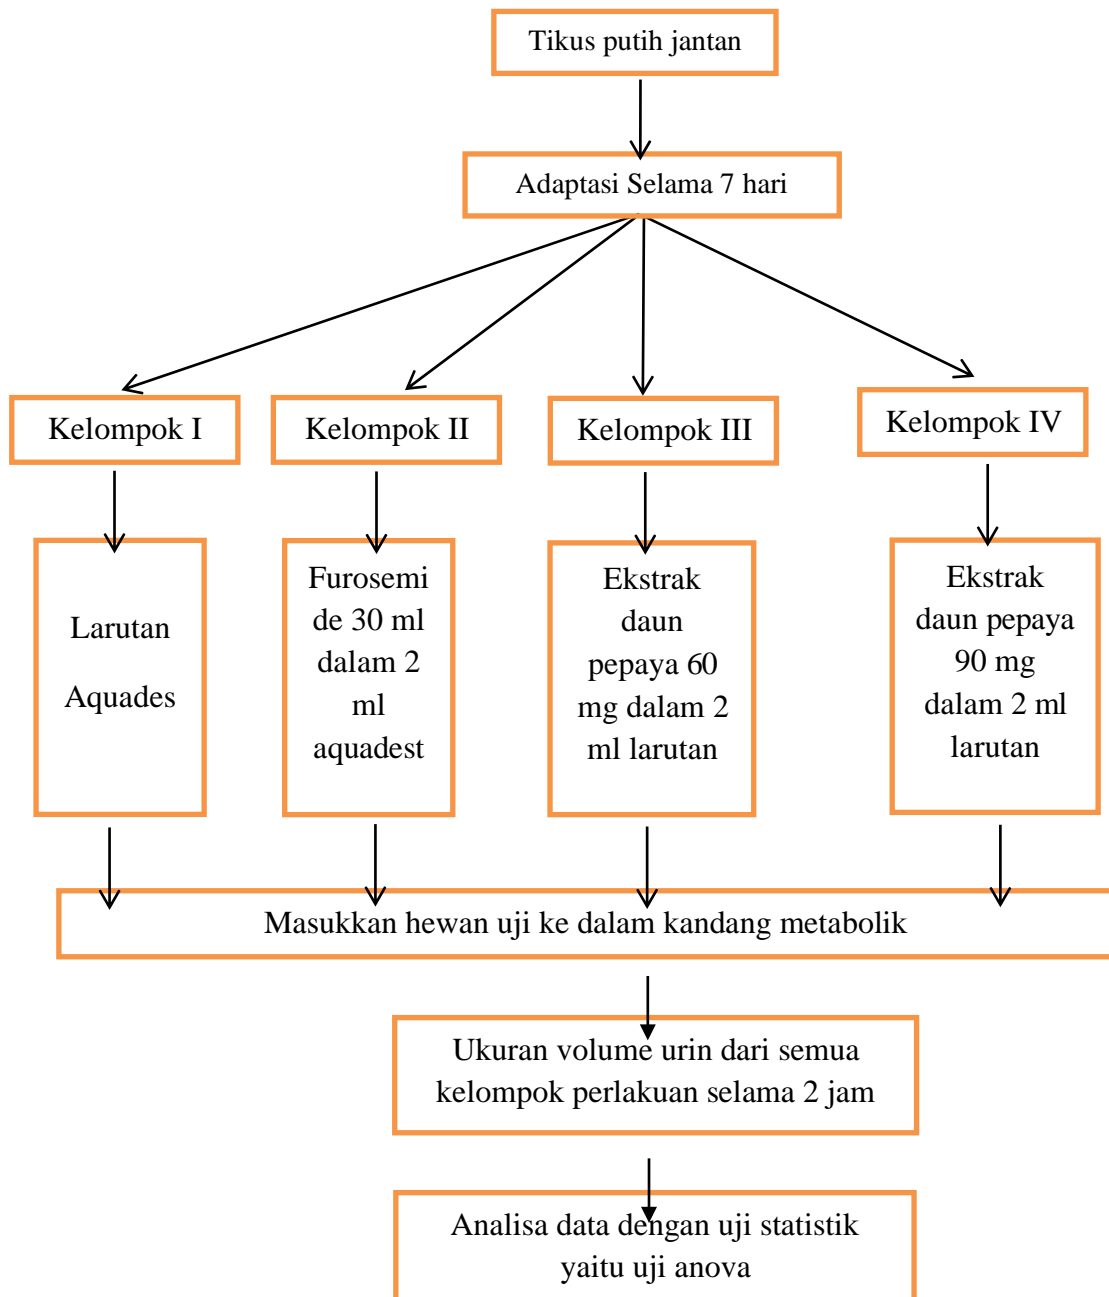 Tikus putih jantan
Adaptasi Selama 7 hari
Kelompok I
Kelompok II
Kelompok III
Kelompok IV
Larutan
Aquades
Furosemi
de 30 ml
dalam 2
ml
aquadest
Ekstrak
daun
pepaya 60
mg dalam 2
ml larutan
Ekstrak
daun pepaya
90 mg
dalam 2 ml
larutan
Masukkan hewan uji ke dalam kandang metabolik
Ukuran volume urin dari semua
kelompok perlakuan selama 2 jam
Analisa data dengan uji statistik
yaitu uji anova